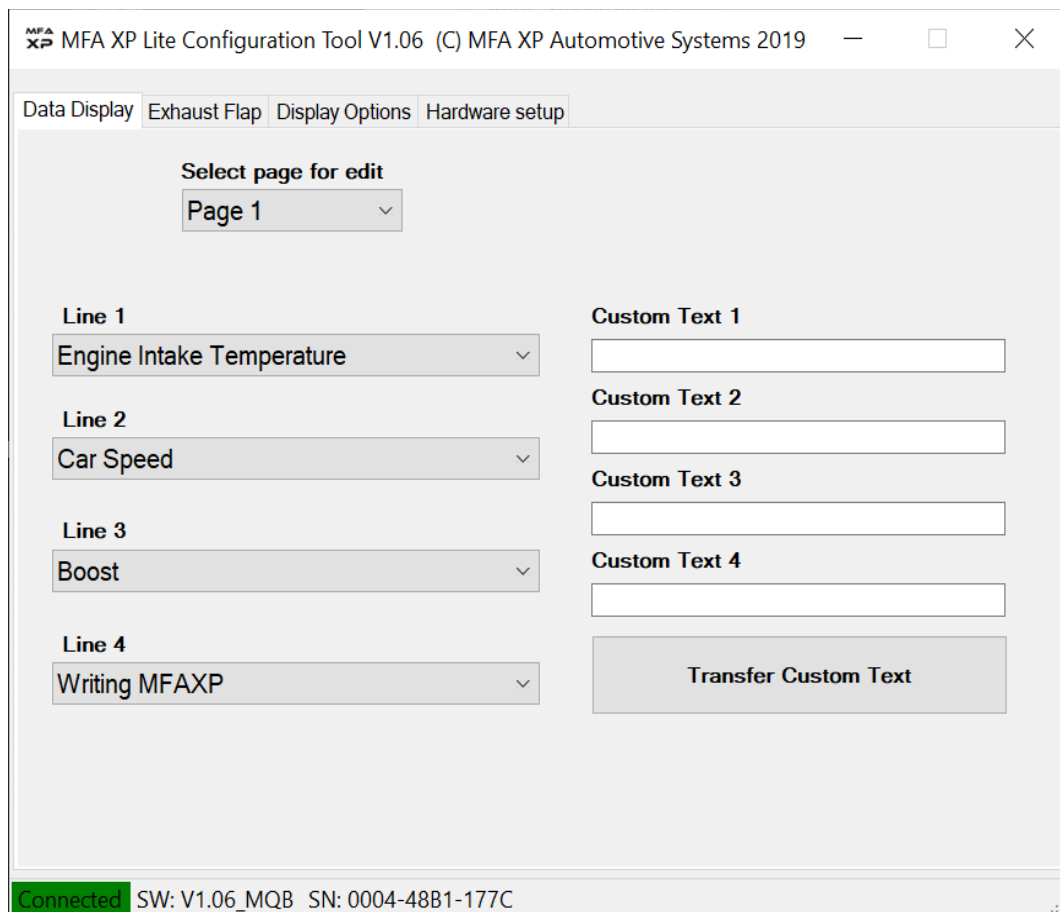 MFA XP MFA XP Lite Configuration Tool V1.06 (C) MFA XP Automotive Systems 2019
Data Display Exhaust Flap Display Options Hardware setup
Select page for edit
Page 1
Line 1
Engine Intake Temperature
Line 2
Car Speed
Line 3
Boost
Line 4
Writing MFAXP
Custom Text 1
Custom Text 2
Custom Text 3
Custom Text 4
Transfer Custom Text
Connected SW: V1.06_MQB SN: 0004-48B1-177C